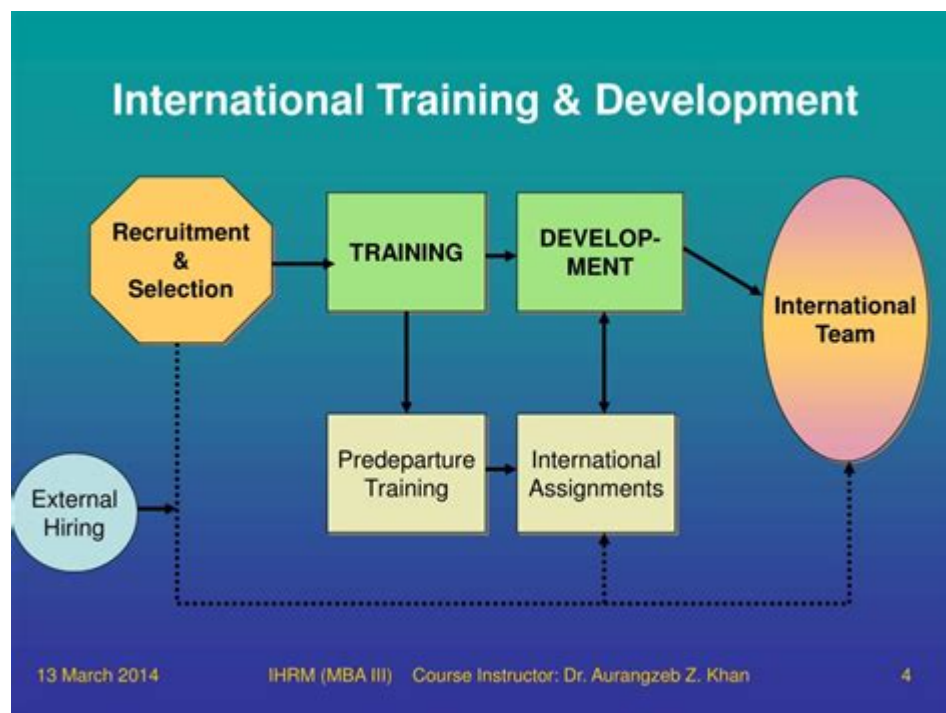 International Training & Development
Recruitment
&
Selection
TRAINING
DEVELOP-
MENT
International
Team
Predeparture
Training
International
Assignments
External
Hiring
13 March 2014
IHRM (MBA III) Course Instructor: Dr. Aurangzeb Z. Khan
4